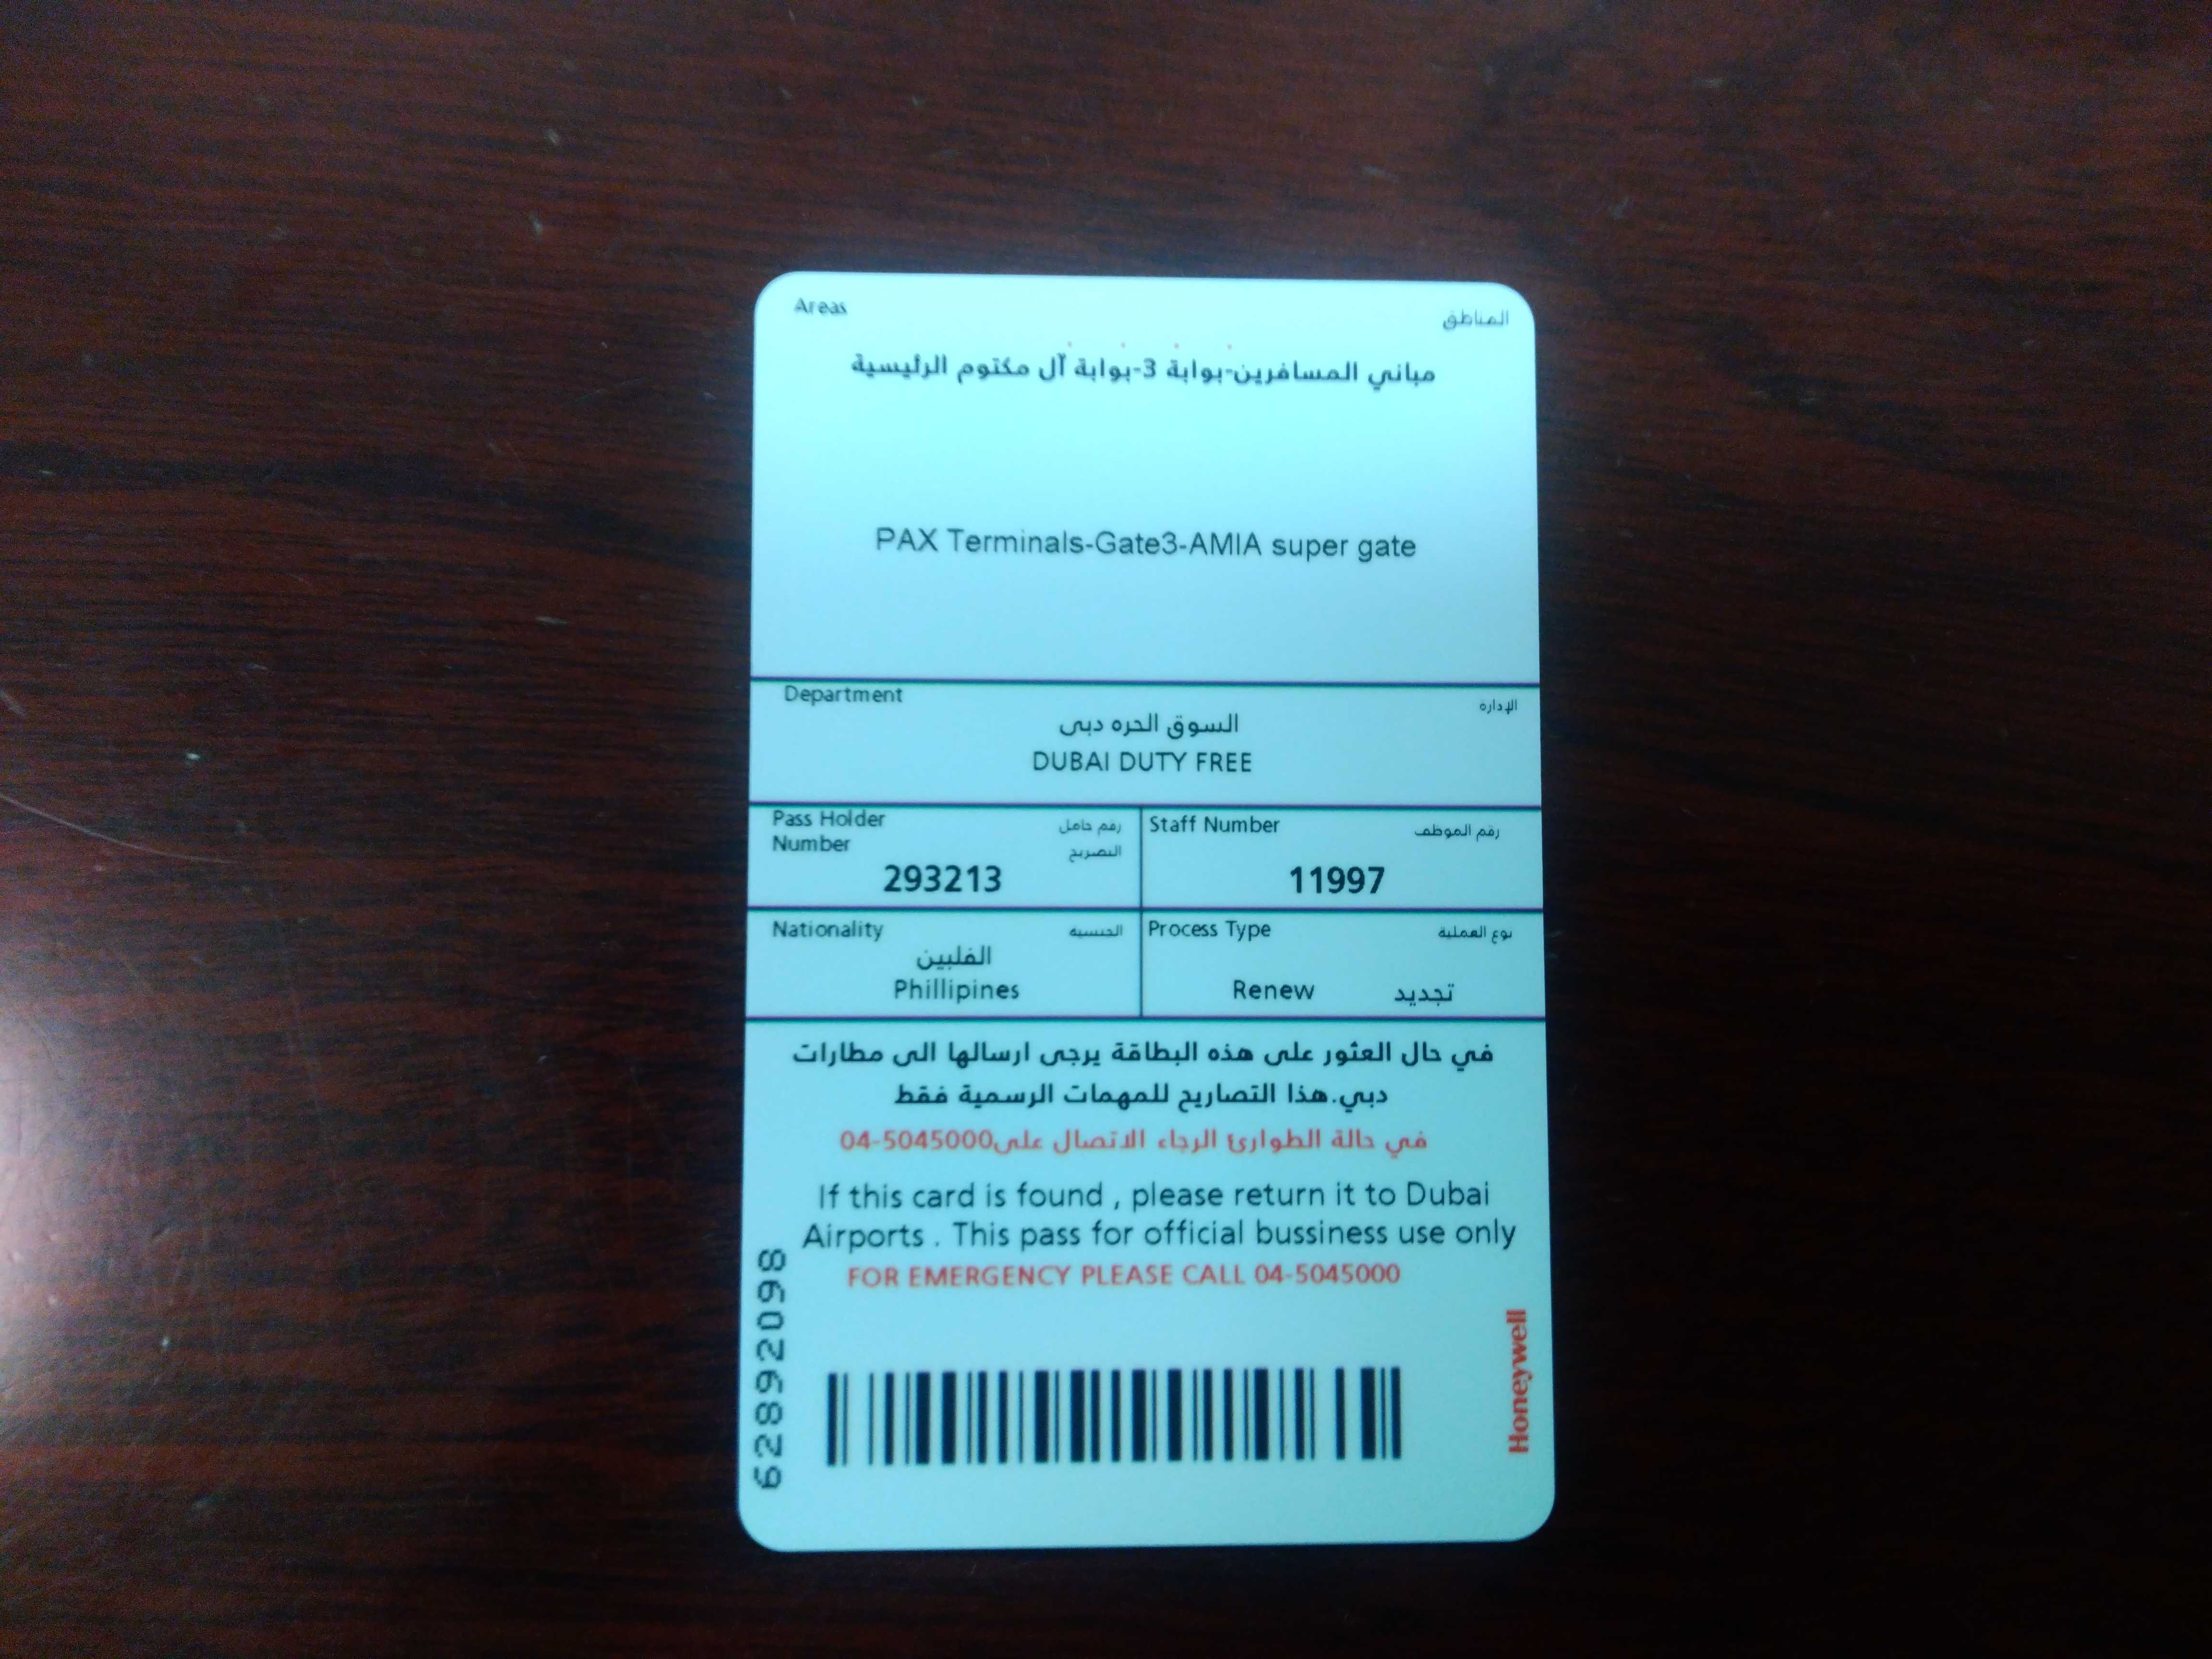 Areas المناطق
مباني المسافرين-بوابة 3-بوابة آل مكتوم الرئيسية
PAX Terminals-Gate3-AMIA super gate
Department الإدارة
السوق الحره دبى
DUBAI DUTY FREE
Pass Holder رقم حامل
Number التصريح
293213
Staff Number رقم الموظف
11997
Nationality الجنسية
الفلبين
Phillipines
Process Type نوع العملية
Renew تجديد
في حال العثور على هذه البطاقة يرجى ارسالها الى مطارات
دبي.هذا التصاريح للمهمات الرسمية فقط
في حالة الطوارئ الرجاء الاتصال على04-5045000
If this card is found , please return it to Dubai
Airports . This pass for official bussiness use only
FOR EMERGENCY PLEASE CALL 04-5045000
62892098
Honeywell